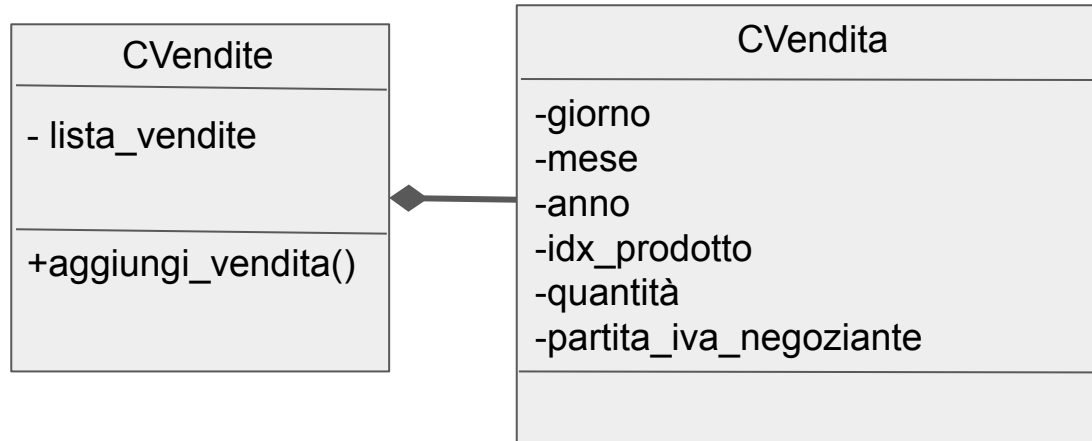 CVendite
- lista_vendite
+aggiungi_vendita()
CVendita
-giorno
-mese
-anno
-idx_prodotto
-quantità
-partita_iva_negoziante